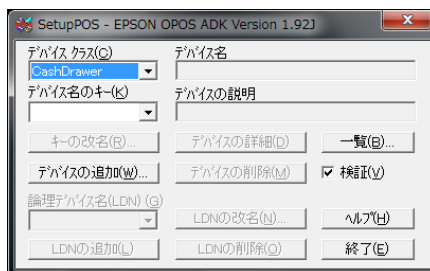 SetupPOS - EPSON OPOS ADK Version 1.92J
ﾃﾞﾊﾞｲｽ ｸﾗｽ(C)
ﾃﾞﾊﾞｲｽ名
CashDrawer
ﾃﾞﾊﾞｲｽ名のｷｰ(K)
ﾃﾞﾊﾞｲｽの説明
ｷｰの改名(R)...
ﾃﾞﾊﾞｲｽの詳細(D)
一覧(B)...
ﾃﾞﾊﾞｲｽの追加(W)...
ﾃﾞﾊﾞｲｽの削除(M)
検証(V)
論理ﾃﾞﾊﾞｲｽ名(LDN) (G)
LDNの改名(N)...
ﾍﾙﾌﾟ(H)
LDNの追加(L)
LDNの削除(O)
終了(E)